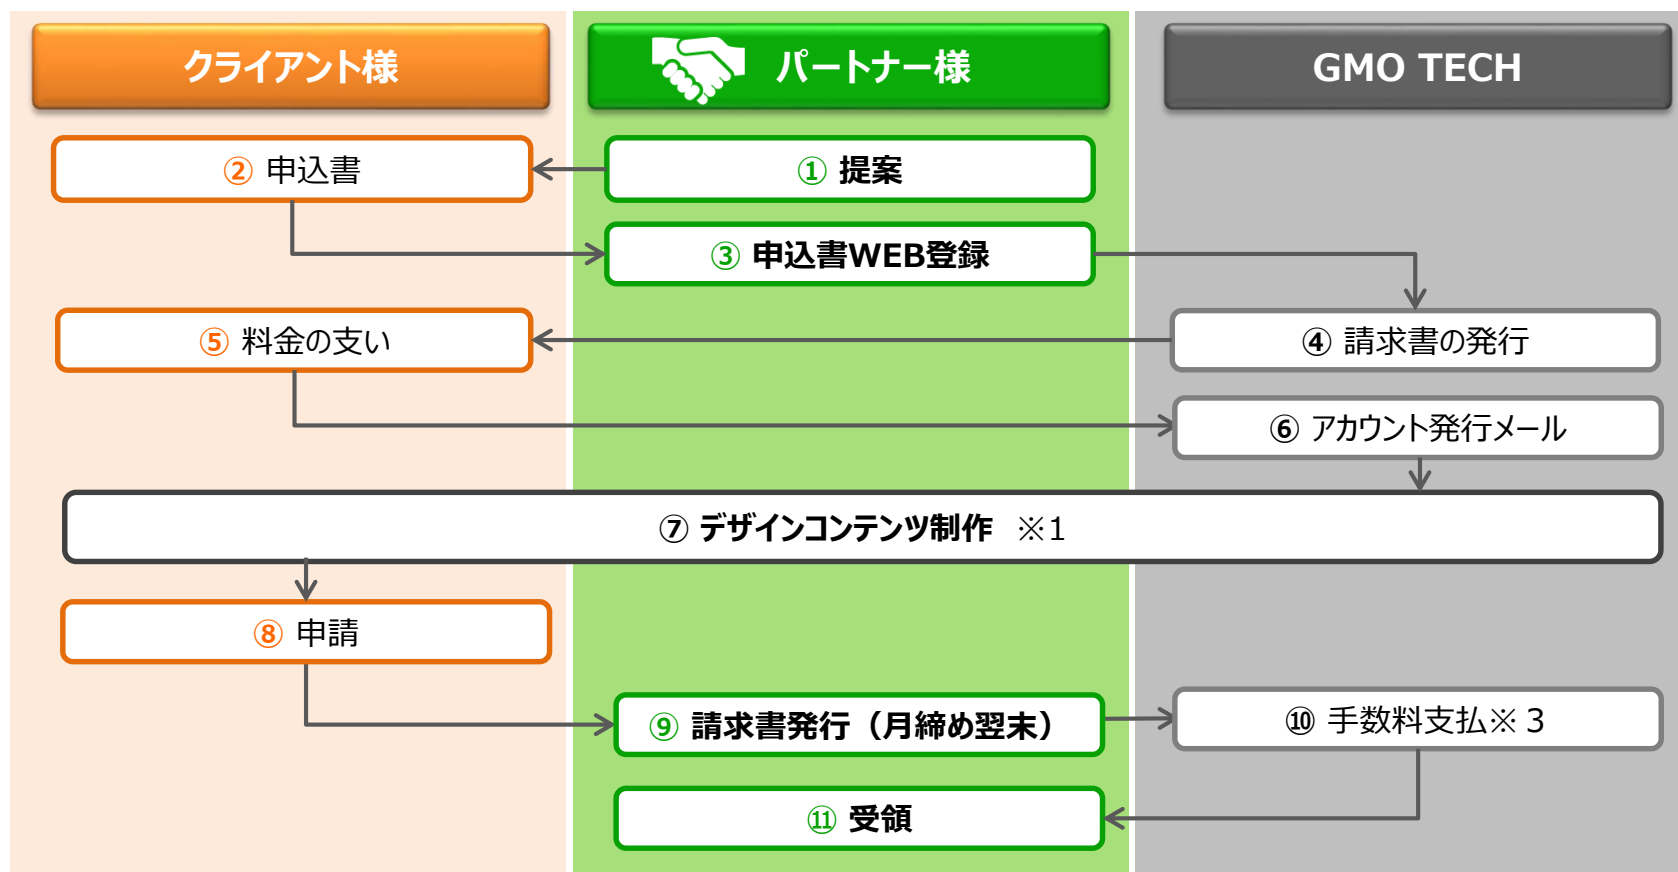 クライアント様
パートナー様
GMO TECH
② 申込書
① 提案
③ 申込書WEB登録
⑤ 料金の支い
④ 請求書の発行
⑥ アカウント発行メール
⑦ デザインコンテンツ制作 ※1
⑧ 申請
⑨ 請求書発行（月締め翌末）
⑩ 手数料支払※３
⑪ 受領